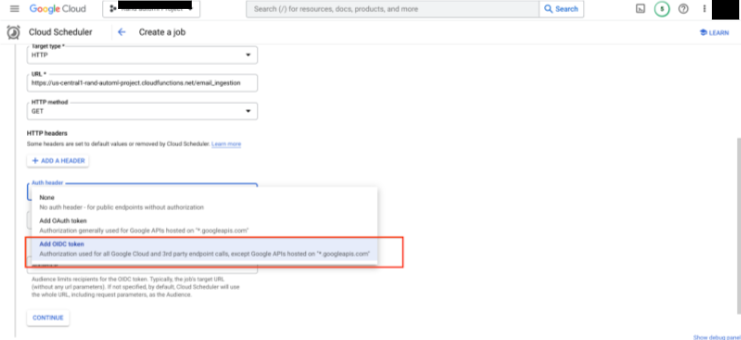 Google Cloud
Search (/) for resources, docs, products, and more
Search
Cloud Scheduler
Create a job
LEARN
Target type *
HTTP
URL *
https://us-central1-rand-automl-project.cloudfunctions.net/email_ingestion
HTTP method
GET
HTTP headers
Some headers are set to default values or removed by Cloud Scheduler. Learn more
+ ADD A HEADER
Auth header
None
No auth header - for public endpoints without authorization
Add OAuth token
Authorization generally used for Google APIs hosted on "*.googleapis.com"
Add OIDC token
Authorization used for all Google Cloud and 3rd party endpoint calls, except Google APIs hosted on "*.googleapis.com"
Audience limits recipients for the OIDC token. Typically, the job's target URL
(without any url parameters). If not specified, by default, Cloud Scheduler will use
the whole URL, including request parameters, as the Audience.
CONTINUE
Show debug panel